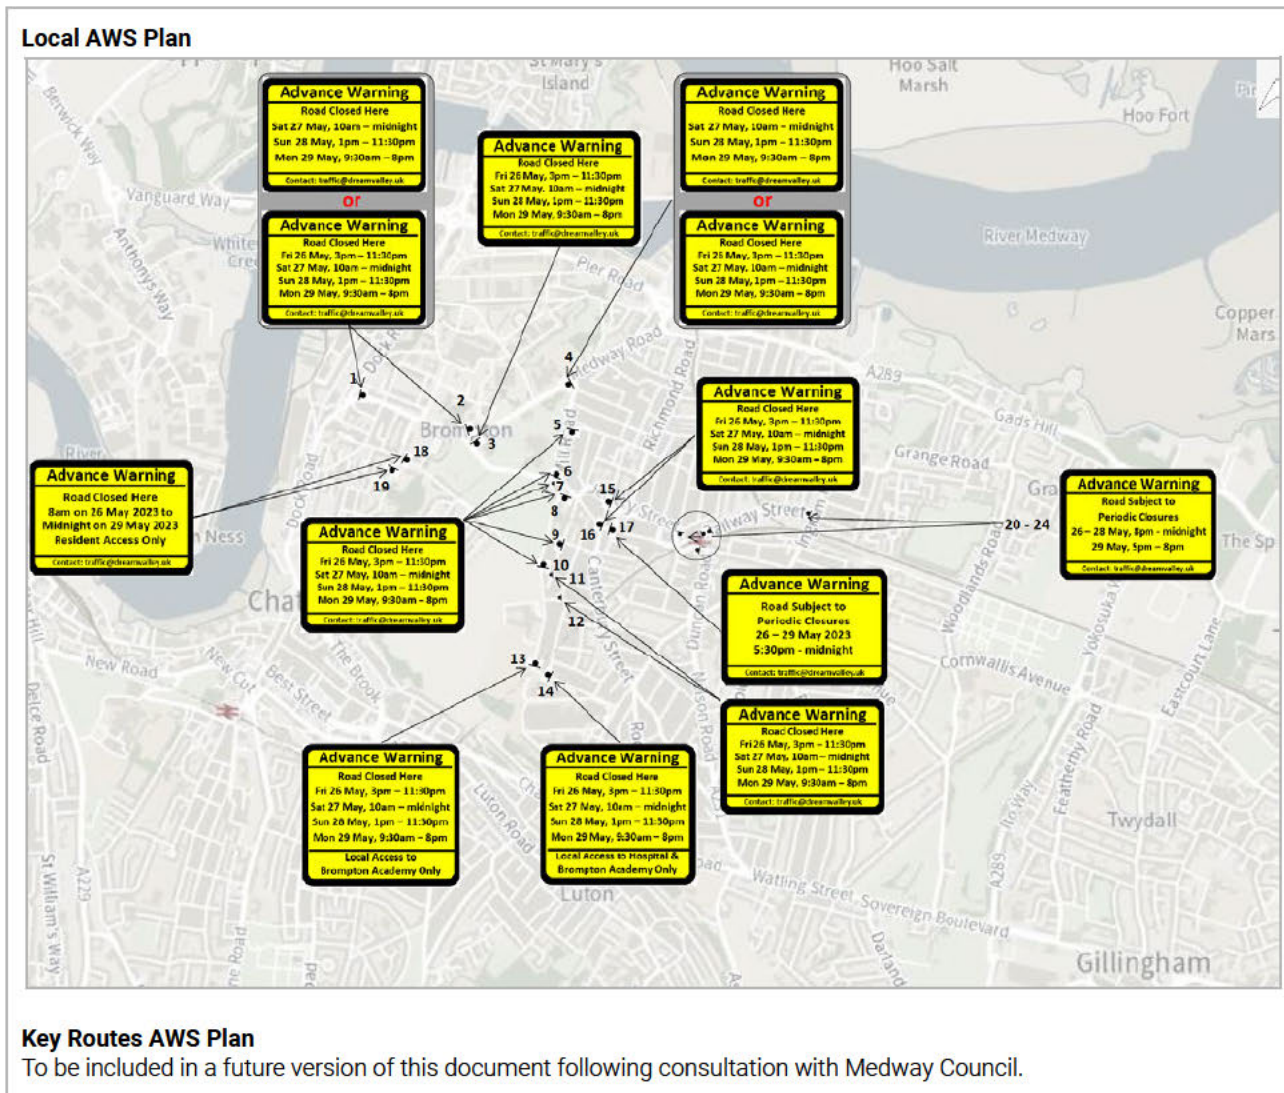 Local AWS Plan
St Mary's
Island
Hoo Salt
Marsh
Hoo Fort
Berwick Way
Vanguard Way
Anthonys Way
White
Cree
Pier Road
River Medway
Copper
Mars
Advance Warning
Road Closed Here
Sat 27 May, 10am – midnight
Sun 28 May, 1pm – 11:30pm
Mon 29 May, 9:30am – 8pm
Contact: traffic@dreamvalley.uk
or
Advance Warning
Road Closed Here
Fri 26 May, 3pm – 11:30pm
Sat 27 May, 10am – midnight
Sun 28 May, 1pm – 11:30pm
Mon 29 May, 9:30am – 8pm
Contact: traffic@dreamvalley.uk
Advance Warning
Road Closed Here
Fri 26 May, 3pm – 11:30pm
Sat 27 May. 10am – midnight
Sun 28 May, 1pm – 11:30pm
Mon 29 May, 9:30am – 8pm
Contact: traffic@dreamvalley.uk
Advance Warning
Road Closed Here
Sat 27 May, 10am – midnight
Sun 28 May, 1pm – 11:30pm
Mon 29 May, 9:30am – 8pm
Contact: traffic@dreamvalley.uk
or
Advance Warning
Road Closed Here
Fri 26 May, 3pm – 11:30pm
Sat 27 May, 10am – midnight
Sun 28 May, 1pm – 11:30pm
Mon 29 May, 9:30am – 8pm
Contact: traffic@dreamvalley.uk
1
2
3
4
5
6
7
8
9
10
11
12
13
14
15
16
17
18
19
20 - 24
Medway Road
Richmond Road
A289
Gads Hill
Grange Road
Brompton
Dock Road
River
Advance Warning
Road Closed Here
8am on 26 May 2023 to
Midnight on 29 May 2023
Resident Access Only
Contact: traffic@dreamvalley.uk
Advance Warning
Road Closed Here
Fri 26 May, 3pm – 11:30pm
Sat 27 May, 10am – midnight
Sun 28 May, 1pm – 11:30pm
Mon 29 May, 9:30am – 8pm
Contact: traffic@dreamvalley.uk
Advance Warning
Road Closed Here
Fri 26 May, 3pm – 11:30pm
Sat 27 May, 10am – midnight
Sun 28 May, 1pm – 11:30pm
Mon 29 May, 9:30am – 8pm
Contact: traffic@dreamvalley.uk
Advance Warning
Road Subject to
Periodic Closures
26 – 28 May, 8pm - midnight
29 May, 5pm – 8pm
Contact: traffic@dreamvalley.uk
Advance Warning
Road Subject to
Periodic Closures
26 – 29 May 2023
5:30pm - midnight
Contact: traffic@dreamvalley.uk
Advance Warning
Road Closed Here
Fri 26 May, 3pm – 11:30pm
Sat 27 May, 10am – midnight
Sun 28 May, 1pm – 11:30pm
Mon 29 May, 9:30am – 8pm
Contact: traffic@dreamvalley.uk
Advance Warning
Road Closed Here
Fri 26 May, 3pm – 11:30pm
Sat 27 May, 10am – midnight
Sun 28 May, 1pm – 11:30pm
Mon 29 May, 9:30am – 8pm
Local Access to
Brompton Academy Only
Advance Warning
Road Closed Here
Fri 26 May, 3pm – 11:30pm
Sat 27 May, 10am – midnight
Sun 28 May, 1pm – 11:30pm
Mon 29 May, 9:30am – 8pm
Local Access to Hospital &
Brompton Academy Only
Ness
Chat
Canterbury Street
Duncan Road
Woodlands Road
The Sp
Yokosuka
Eastcourt Lane
Cornwallis Avenue
Featherby Road
Ito Way
A289
Twydall
New Road
New Cut
Best Street
The Brook
Delce Road
Luton Road
Nelson Road
Luton
Watling Street
Sovereign Boulevard
Darland
St William's Way
A229
Gillingham
Key Routes AWS Plan
To be included in a future version of this document following consultation with Medway Council.